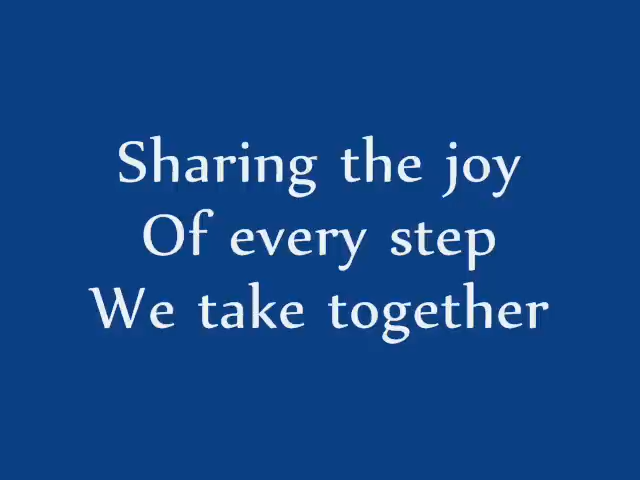 Sharing the joy
Of every step
We take together